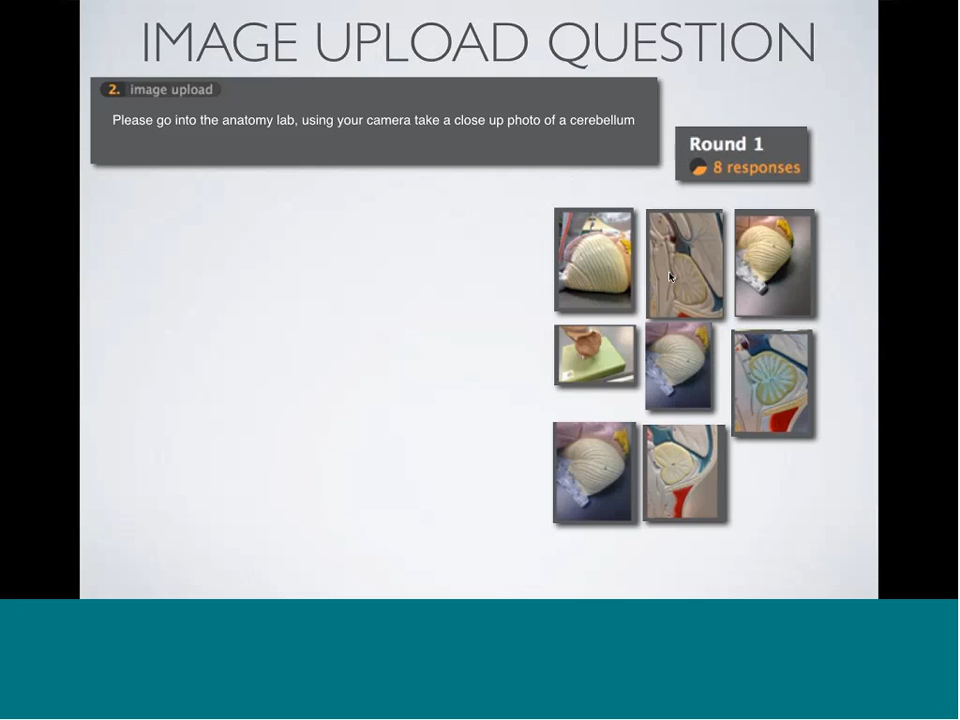 IMAGE UPLOAD QUESTION
2. image upload
Please go into the anatomy lab, using your camera take a close up photo of a cerebellum
Round 1
8 responses